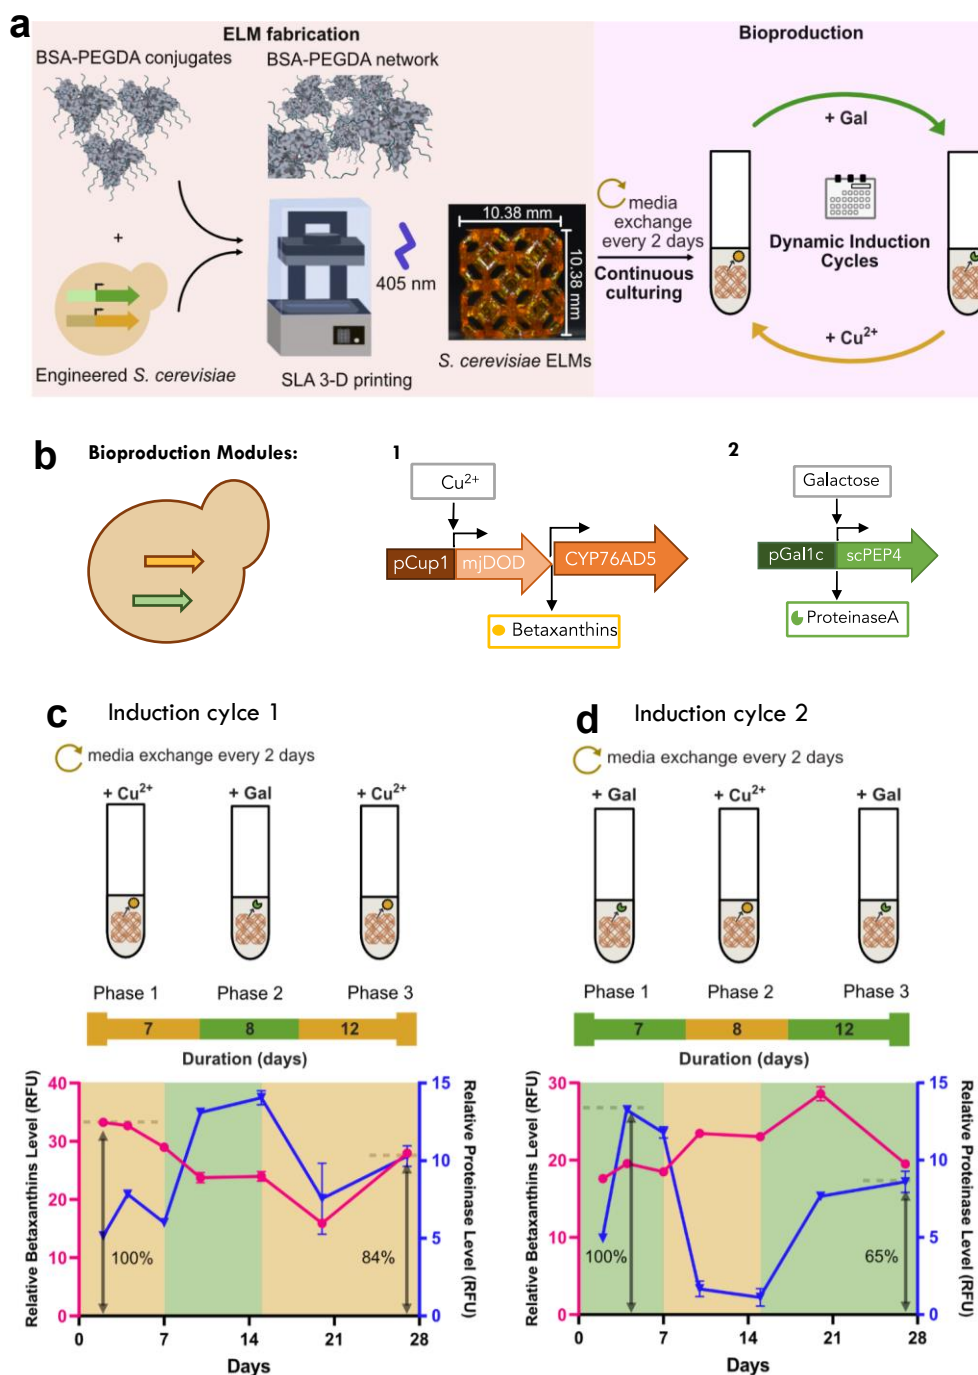 a
ELM fabrication
BSA-PEGDA conjugates
BSA-PEGDA network
+
Engineered S. cerevisiae
SLA 3-D printing
405 nm
10.38 mm
10.38 mm
S. cerevisiae ELMs
Bioproduction
media
exchange
every 2 days
Continuous
culturing
+ Gal
Dynamic Induction
Cycles
+ Cu²⁺
b
Bioproduction Modules:
1
Cu²⁺
pCup1
mjDOD
CYP76AD5
Betaxanthins
2
Galactose
pGal1c
scPEP4
ProteinaseA
c
Induction cylce 1
media exchange every 2 days
+ Cu²⁺
+ Gal
+ Cu²⁺
Phase 1
Phase 2
Phase 3
7
8
12
Duration (days)
Relative Betaxanthins Level (RFU)
40
30
20
10
0
100%
84%
15
10
5
0
Relative Proteinase Level (RFU)
0
7
14
21
28
Days
d
Induction cylce 2
media exchange every 2 days
+ Gal
+ Cu²⁺
+ Gal
Phase 1
Phase 2
Phase 3
7
8
12
Duration (days)
Relative Betaxanthins Level (RFU)
30
20
10
0
100%
65%
15
10
5
0
Relative Proteinase Level (RFU)
0
7
14
21
28
Days